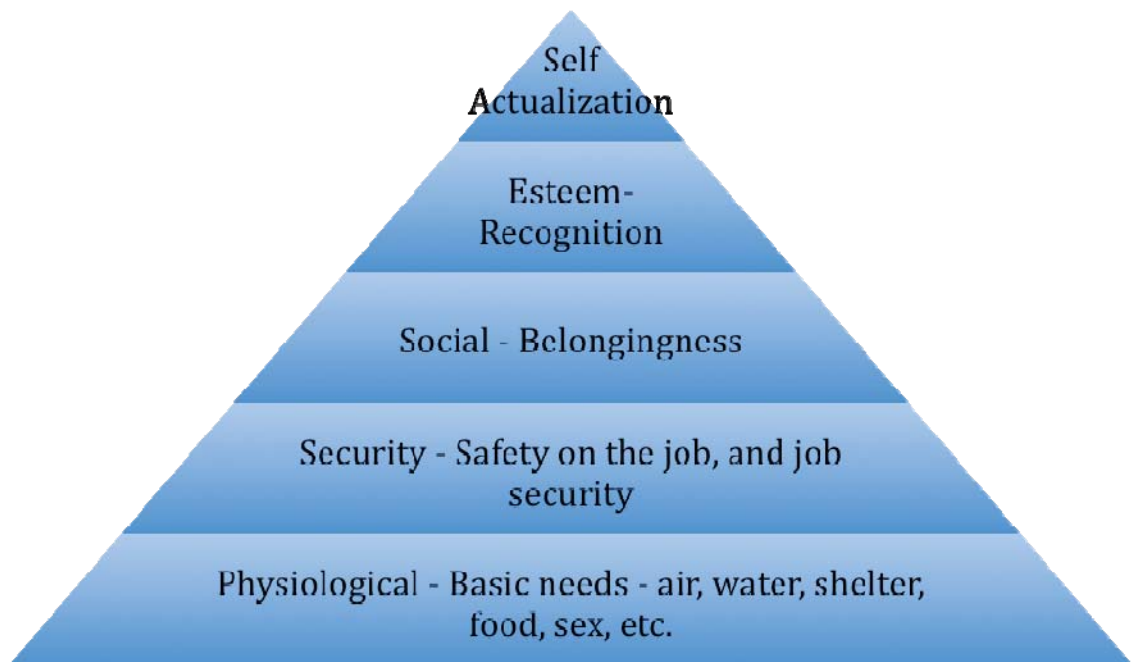 Self
Actualization
Esteem-
Recognition
Social - Belongingness
Security - Safety on the job, and job
security
Physiological - Basic needs - air, water, shelter,
food, sex, etc.